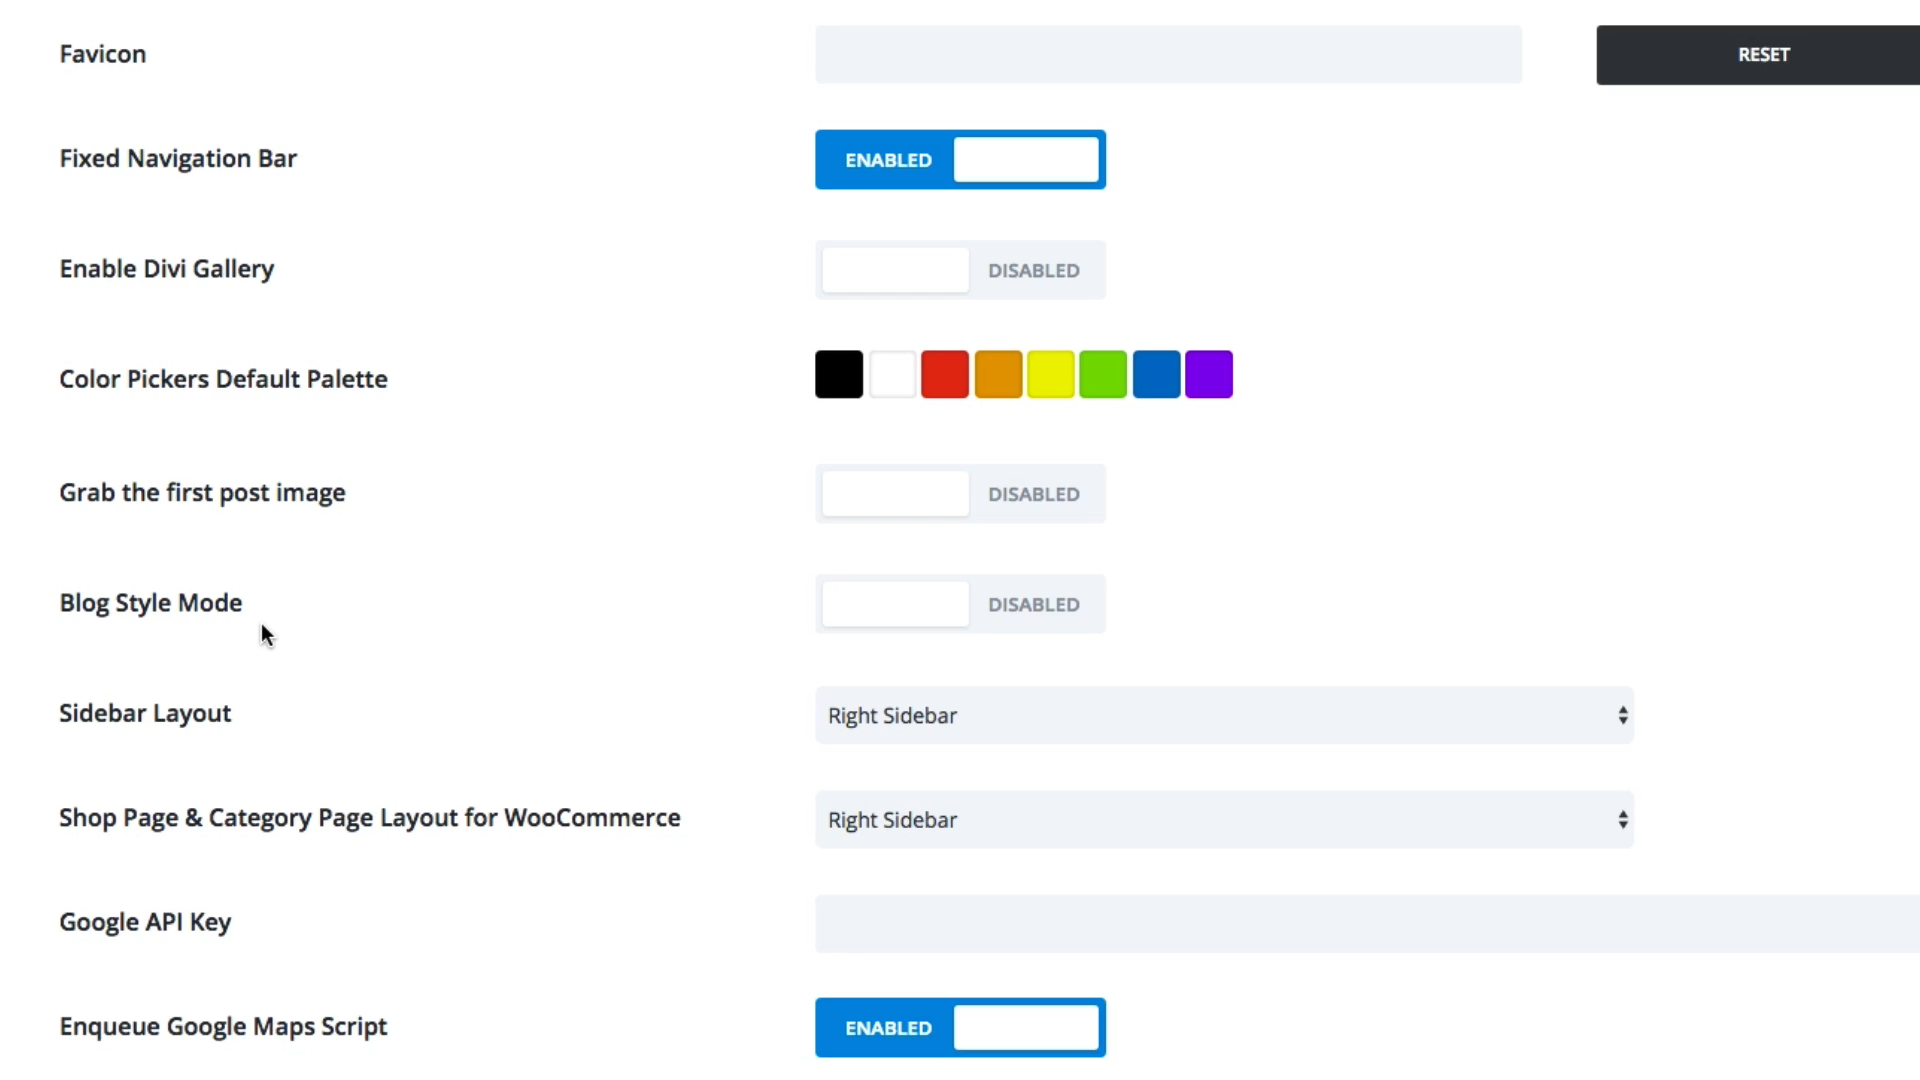 Favicon
RESET
Fixed Navigation Bar
ENABLED
Enable Divi Gallery
DISABLED
Color Pickers Default Palette
Grab the first post image
DISABLED
Blog Style Mode
DISABLED
Sidebar Layout
Right Sidebar
Shop Page & Category Page Layout for WooCommerce
Right Sidebar
Google API Key
Enqueue Google Maps Script
ENABLED